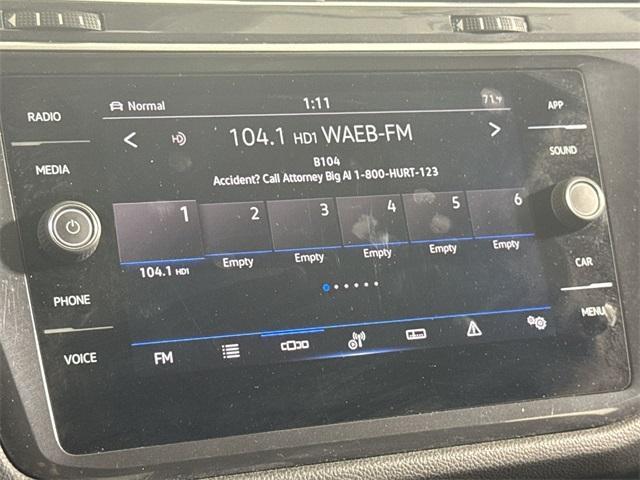 RADIO
MEDIA
PHONE
VOICE
Normal
1:11
71°F
104.1 HD1 WAEB-FM
B104
Accident? Call Attorney Big Al 1-800-HURT-123
1 2 3 4 5 6
104.1 HD1 Empty Empty Empty Empty Empty
FM
APP
SOUND
CAR
MENU